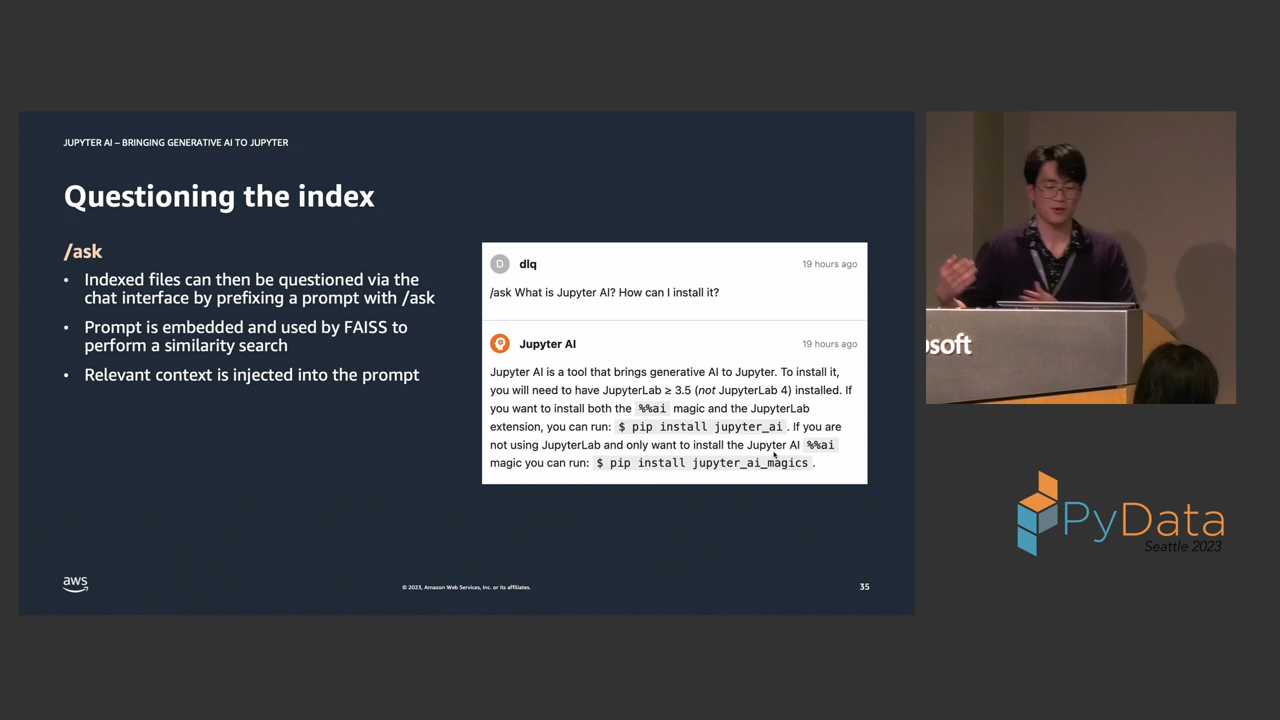 JUPYTER AI – BRINGING GENERATIVE AI TO JUPYTER
Questioning the index
/ask
• Indexed files can then be questioned via the
chat interface by prefixing a prompt with /ask
• Prompt is embedded and used by FAISS to
perform a similarity search
• Relevant context is injected into the prompt
D dlq 19 hours ago
/ask What is Jupyter AI? How can I install it?
Jupyter AI 19 hours ago
Jupyter AI is a tool that brings generative AI to Jupyter. To install it,
you will need to have JupyterLab ≥ 3.5 (not JupyterLab 4) installed. If
you want to install both the %%ai magic and the JupyterLab
extension, you can run: $ pip install jupyter_ai . If you are
not using JupyterLab and only want to install the Jupyter AI %%ai
magic you can run: $ pip install jupyter_ai_magics .
aws
© 2023, Amazon Web Services, Inc. or its affiliates.
35
osoft
PyData
Seattle 2023